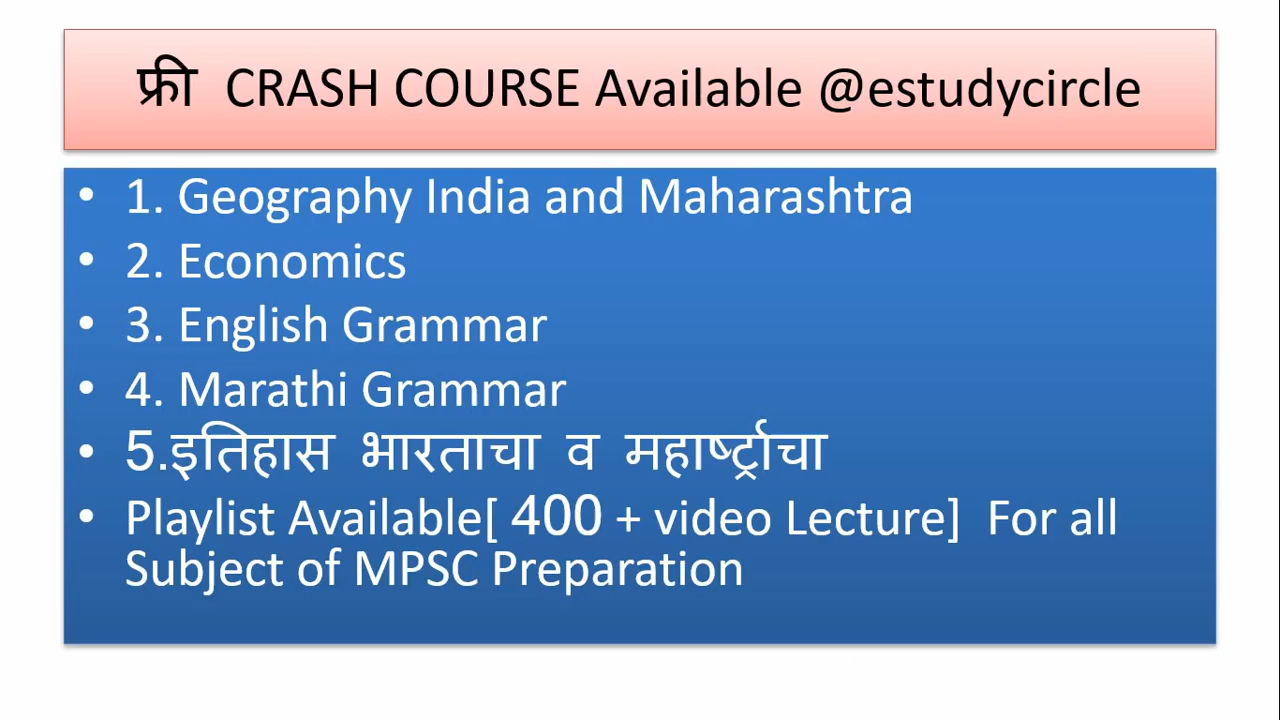 फ्री CRASH COURSE Available @estudycircle
• 1. Geography India and Maharashtra
• 2. Economics
• 3. English Grammar
• 4. Marathi Grammar
• 5.इतिहास भारताचा व महार्ष्ट्राचा
• Playlist Available[ 400 + video Lecture] For all
Subject of MPSC Preparation